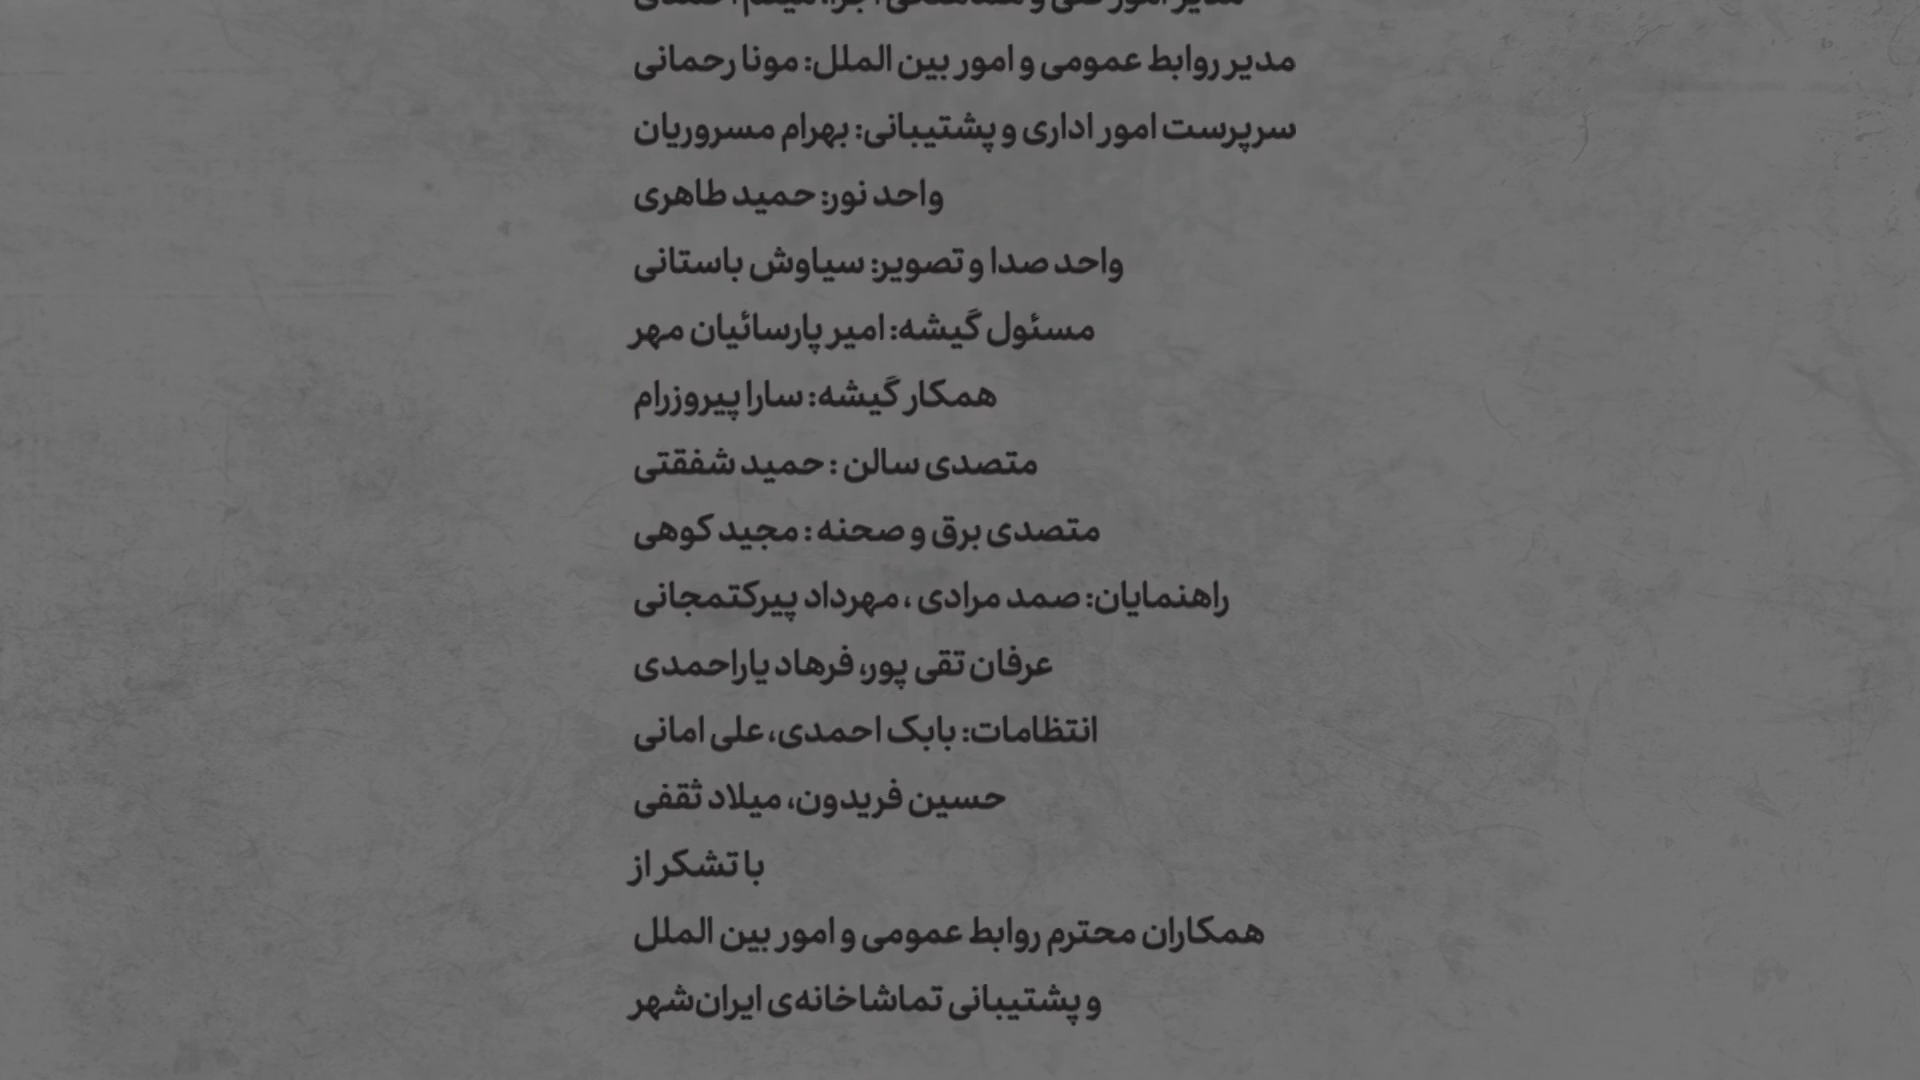 مدیر روابط عمومی و امور بین الملل: مونا رحمانی
سرپرست امور اداری و پشتیبانی: بهرام مسروریان
واحد نور: حمید طاهری
واحد صدا و تصویر: سیاوش باستانی
مسئول گیشه: امیر پارسائیان مهر
همکار گیشه: سارا پیروزرام
متصدی سالن : حمید شفقتی
متصدی برق و صحنه : مجید کوهی
راهنمایان: صمد مرادی ، مهرداد پیرکتمجانی
عرفان تقی پور، فرهاد یاراحمدی
انتظامات: بابک احمدی، علی امانی
حسین فریدون، میلاد ثقفی
با تشکر از
همکاران محترم روابط عمومی و امور بین الملل
و پشتیبانی تماشاخانه‌ی ایران‌شهر